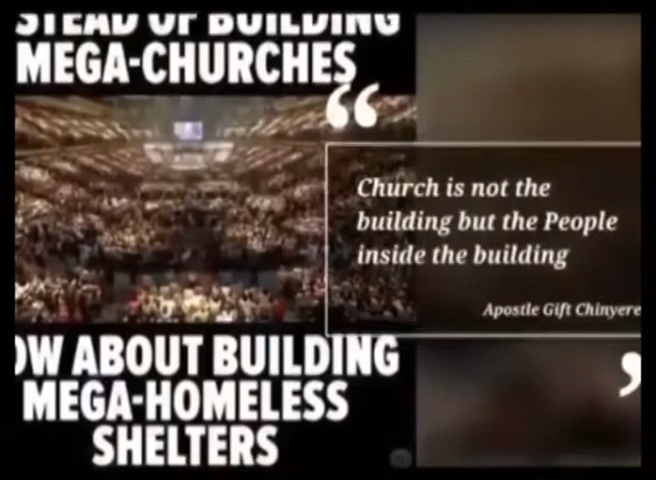 STEAD OF BUILDING
MEGA-CHURCHES
“
Church is not the
building but the People
inside the building
Apostle Gift Chinyere
OW ABOUT BUILDING
MEGA-HOMELESS
SHELTERS